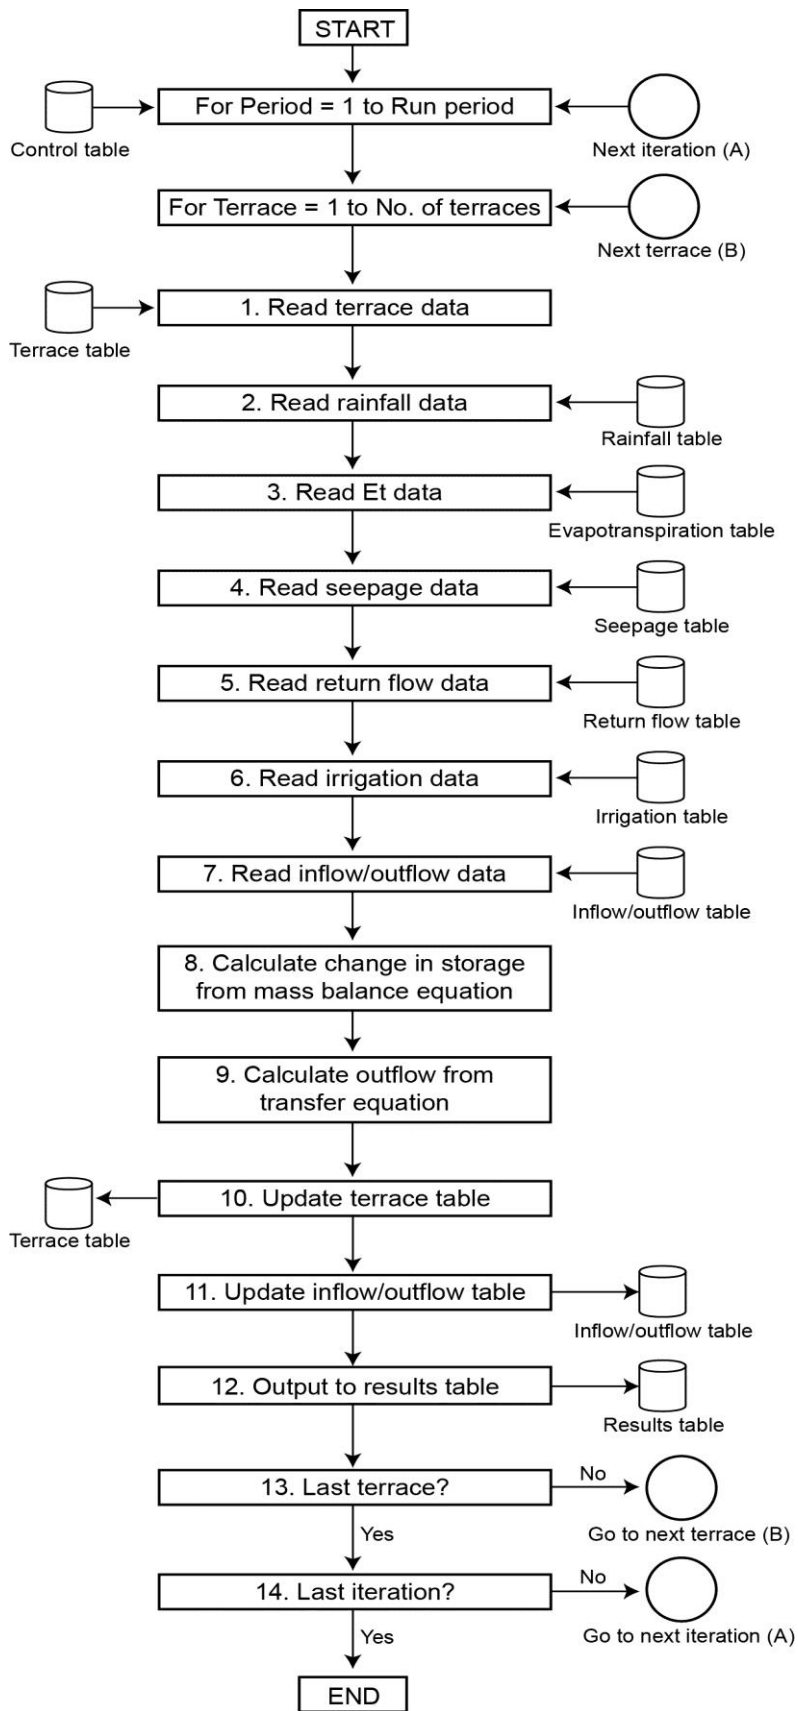 START
For Period = 1 to Run period
Control table
Next iteration (A)
For Terrace = 1 to No. of terraces
Next terrace (B)
1. Read terrace data
Terrace table
2. Read rainfall data
Rainfall table
3. Read Et data
Evapotranspiration table
4. Read seepage data
Seepage table
5. Read return flow data
Return flow table
6. Read irrigation data
Irrigation table
7. Read inflow/outflow data
Inflow/outflow table
8. Calculate change in storage
from mass balance equation
9. Calculate outflow from
transfer equation
10. Update terrace table
Terrace table
11. Update inflow/outflow table
Inflow/outflow table
12. Output to results table
Results table
13. Last terrace?
No
Go to next terrace (B)
Yes
14. Last iteration?
No
Go to next iteration (A)
Yes
END